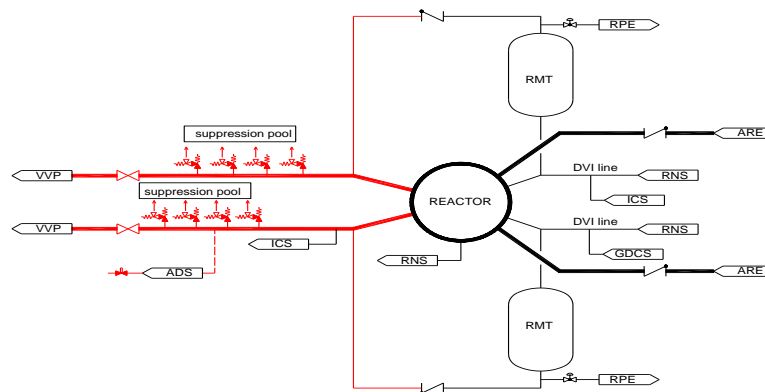 RPE
RMT
suppression pool
ARE
DVI line
VVP
RNS
suppression pool
REACTOR
ICS
DVI line
VVP
RNS
ICS
GDCS
RNS
ADS
ARE
RMT
RPE